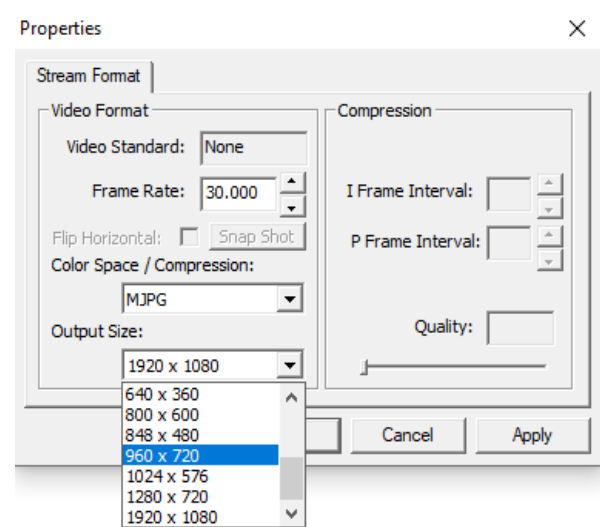 Properties
Stream Format
Video Format
Video Standard: None
Frame Rate: 30.000
Flip Horizontal: Snap Shot
Color Space / Compression:
MJPG
Output Size:
1920 x 1080
640 x 360
800 x 600
848 x 480
960 x 720
1024 x 576
1280 x 720
1920 x 1080
Compression
I Frame Interval:
P Frame Interval:
Quality:
Cancel Apply